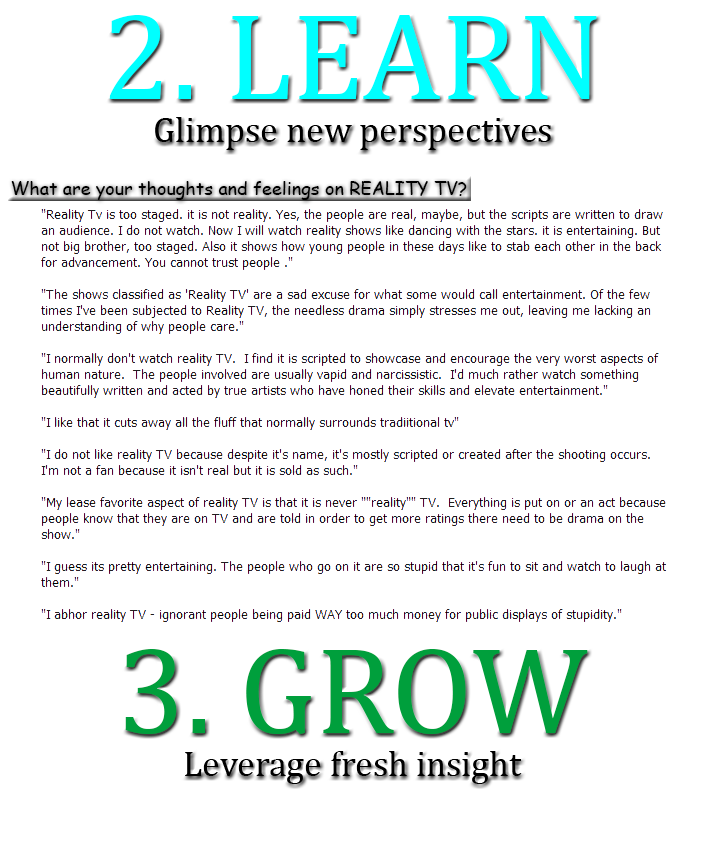 2. LEARN
Glimpse new perspectives
What are your thoughts and feelings on REALITY TV?
"Reality Tv is too staged. it is not reality. Yes, the people are real, maybe, but the scripts are written to draw
an audience. I do not watch. Now I will watch reality shows like dancing with the stars. it is entertaining. But
not big brother, too staged. Also it shows how young people in these days like to stab each other in the back
for advancement. You cannot trust people ."
"The shows classified as 'Reality TV' are a sad excuse for what some would call entertainment. Of the few
times I've been subjected to Reality TV, the needless drama simply stresses me out, leaving me lacking an
understanding of why people care."
"I normally don't watch reality TV.  I find it is scripted to showcase and encourage the very worst aspects of
human nature.  The people involved are usually vapid and narcissistic.  I'd much rather watch something
beautifully written and acted by true artists who have honed their skills and elevate entertainment."
"I like that it cuts away all the fluff that normally surrounds tradiitional tv"
"I do not like reality TV because despite it's name, it's mostly scripted or created after the shooting occurs.
I'm not a fan because it isn't real but it is sold as such."
"My lease favorite aspect of reality TV is that it is never ""reality"" TV.  Everything is put on or an act because
people know that they are on TV and are told in order to get more ratings there need to be drama on the
show."
"I guess its pretty entertaining. The people who go on it are so stupid that it's fun to sit and watch to laugh at
them."
"I abhor reality TV - ignorant people being paid WAY too much money for public displays of stupidity."
3. GROW
Leverage fresh insight